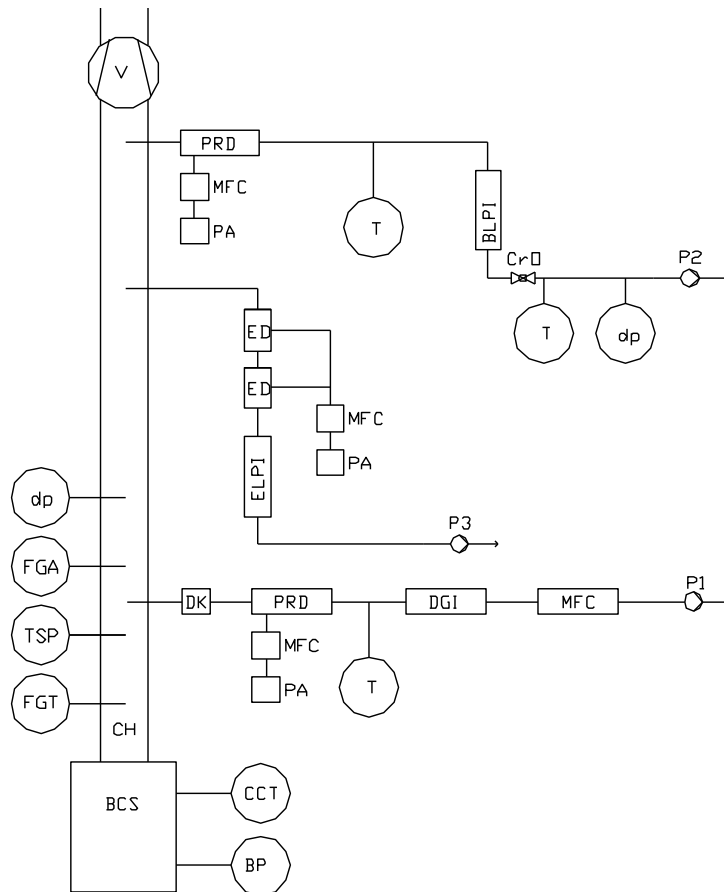 V
PRD
MFC
PA
T
BLPI
CrO
P2
T
dp
ED
ED
MFC
PA
ELPI
P3
dp
FGA
TSP
FGT
DK
PRD
DGI
MFC
P1
MFC
PA
T
CH
BCS
CCT
BP